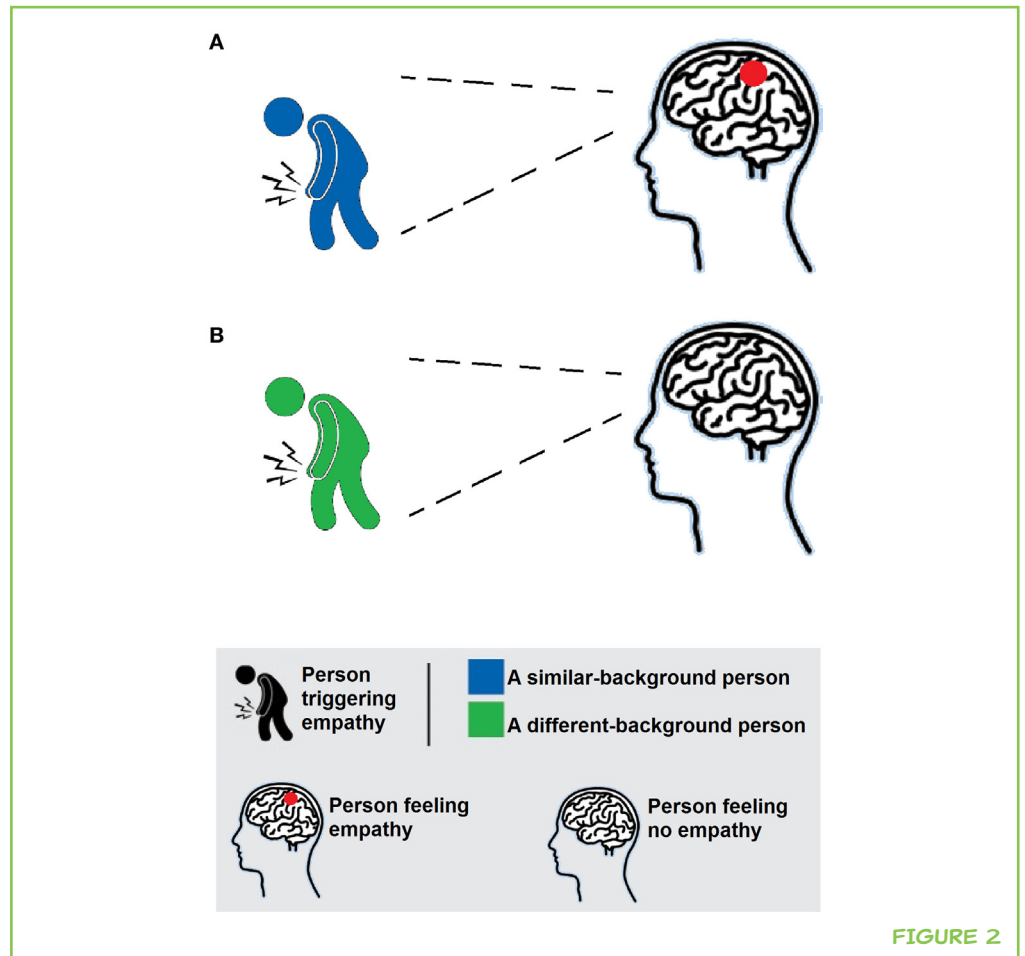 A
B
Person
triggering
empathy
A similar-background person
A different-background person
Person feeling
empathy
Person feeling
no empathy
FIGURE 2